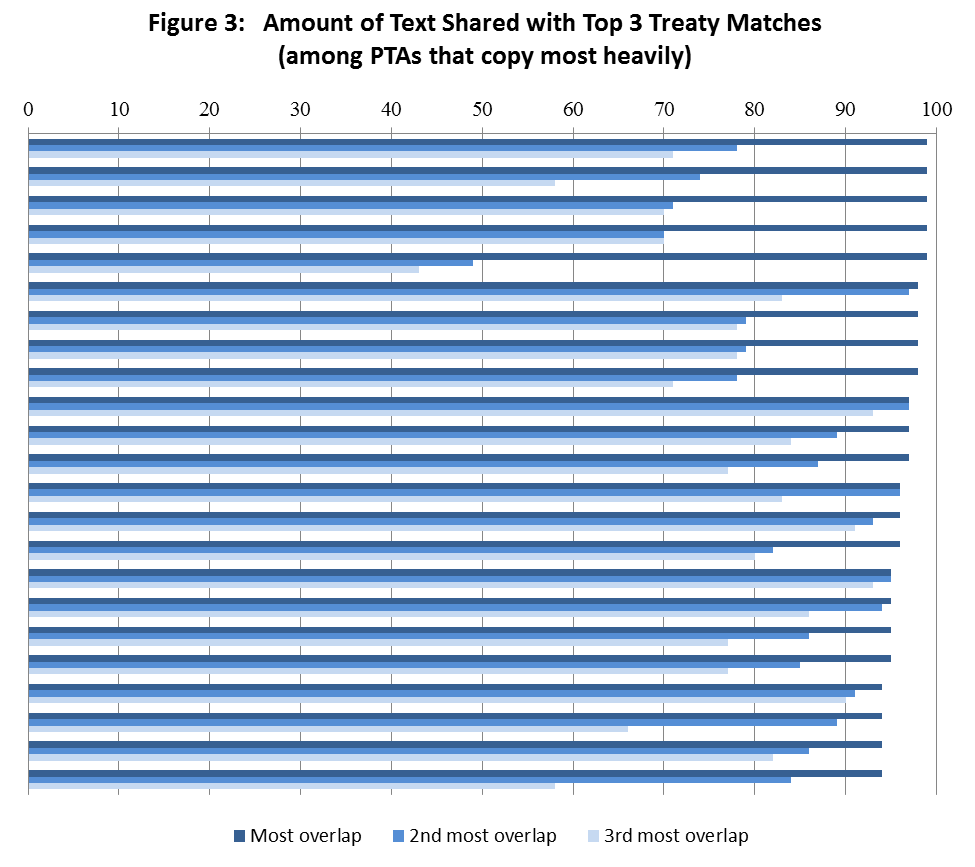 Figure 3: Amount of Text Shared with Top 3 Treaty Matches
(among PTAs that copy most heavily)
0 10 20 30 40 50 60 70 80 90 100
Most overlap 2nd most overlap 3rd most overlap